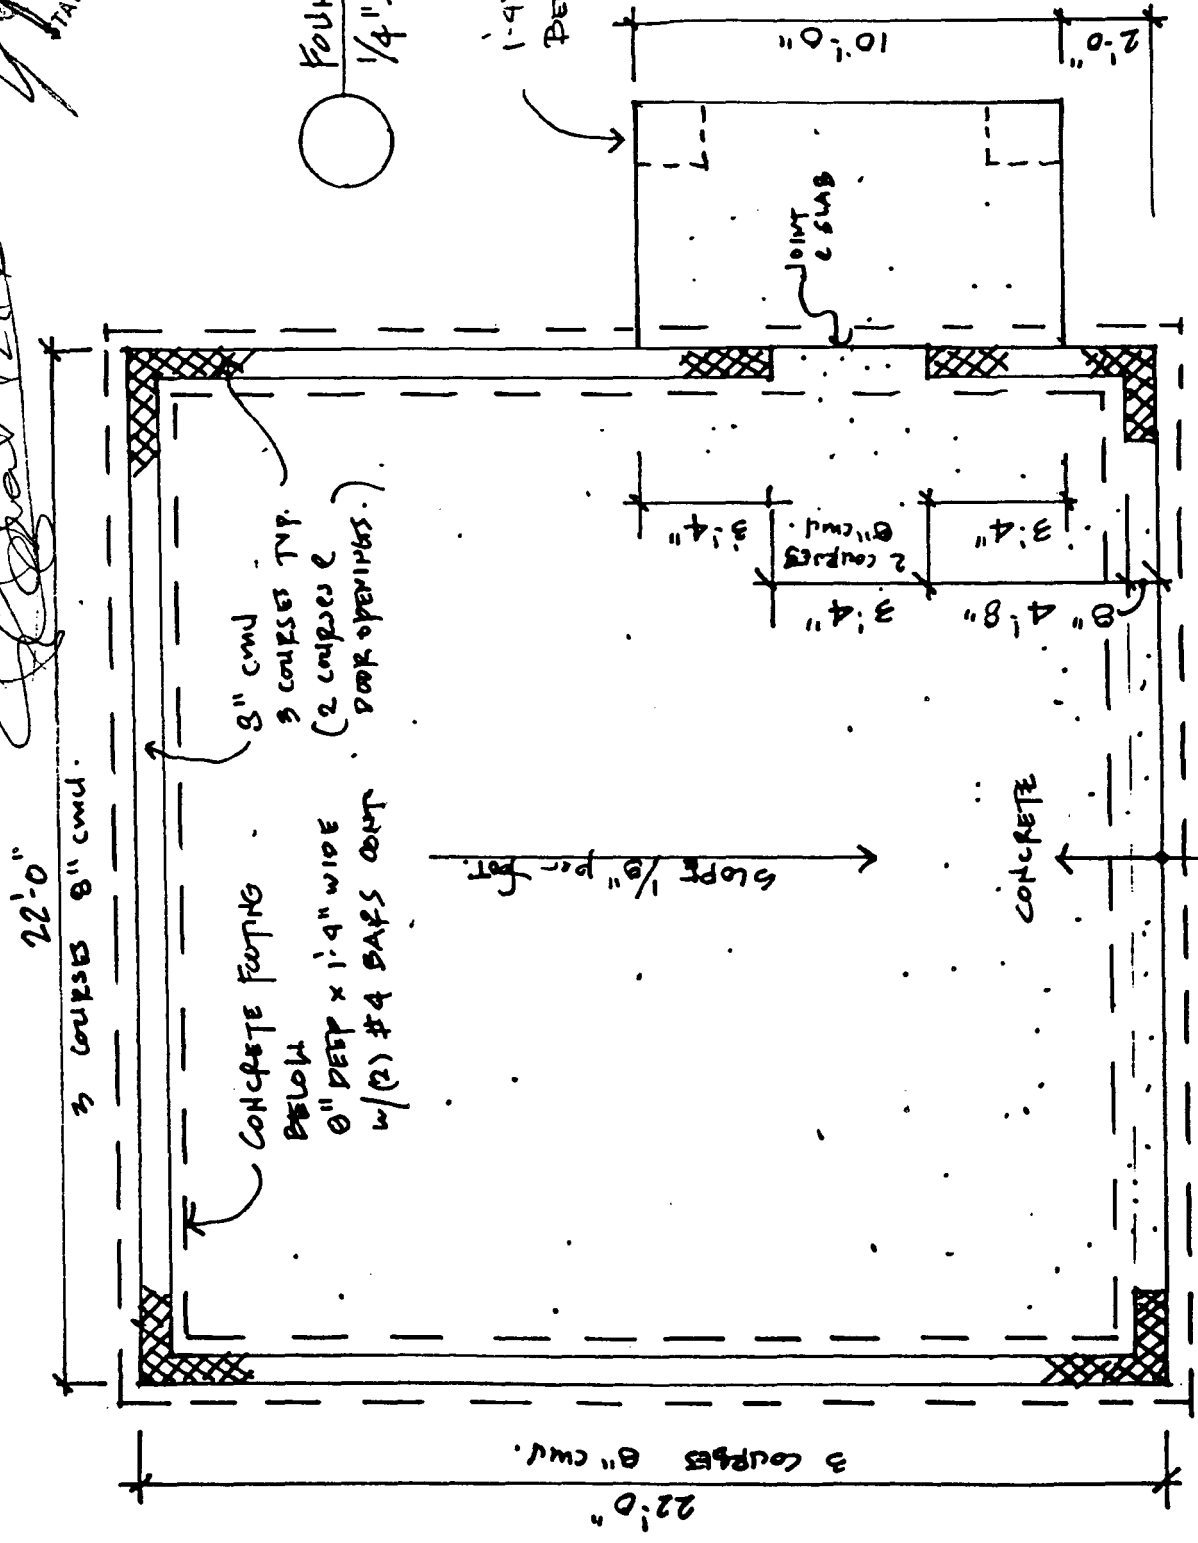 FOUN
1/4"
1'-4"
BE
10'-0"
2'-0"
JOINT
@ SLAB
22'-0"
3 COURSES 8" CMU.
8" CMU
3 COURSES TYP.
(2 COURSES @
DOOR OPENINGS.)
CONCRETE FOOTING
BELOW
8" DEEP x 1'-4" WIDE
W/(2) #4 BARS CONT
3'-4"
2 COURSES
8" CMU.
3'-4"
3'-4"
4'-8"
8"
SLOPE 1/8" per foot.
CONCRETE
3 COURSES 8" CMU.
22'-0"